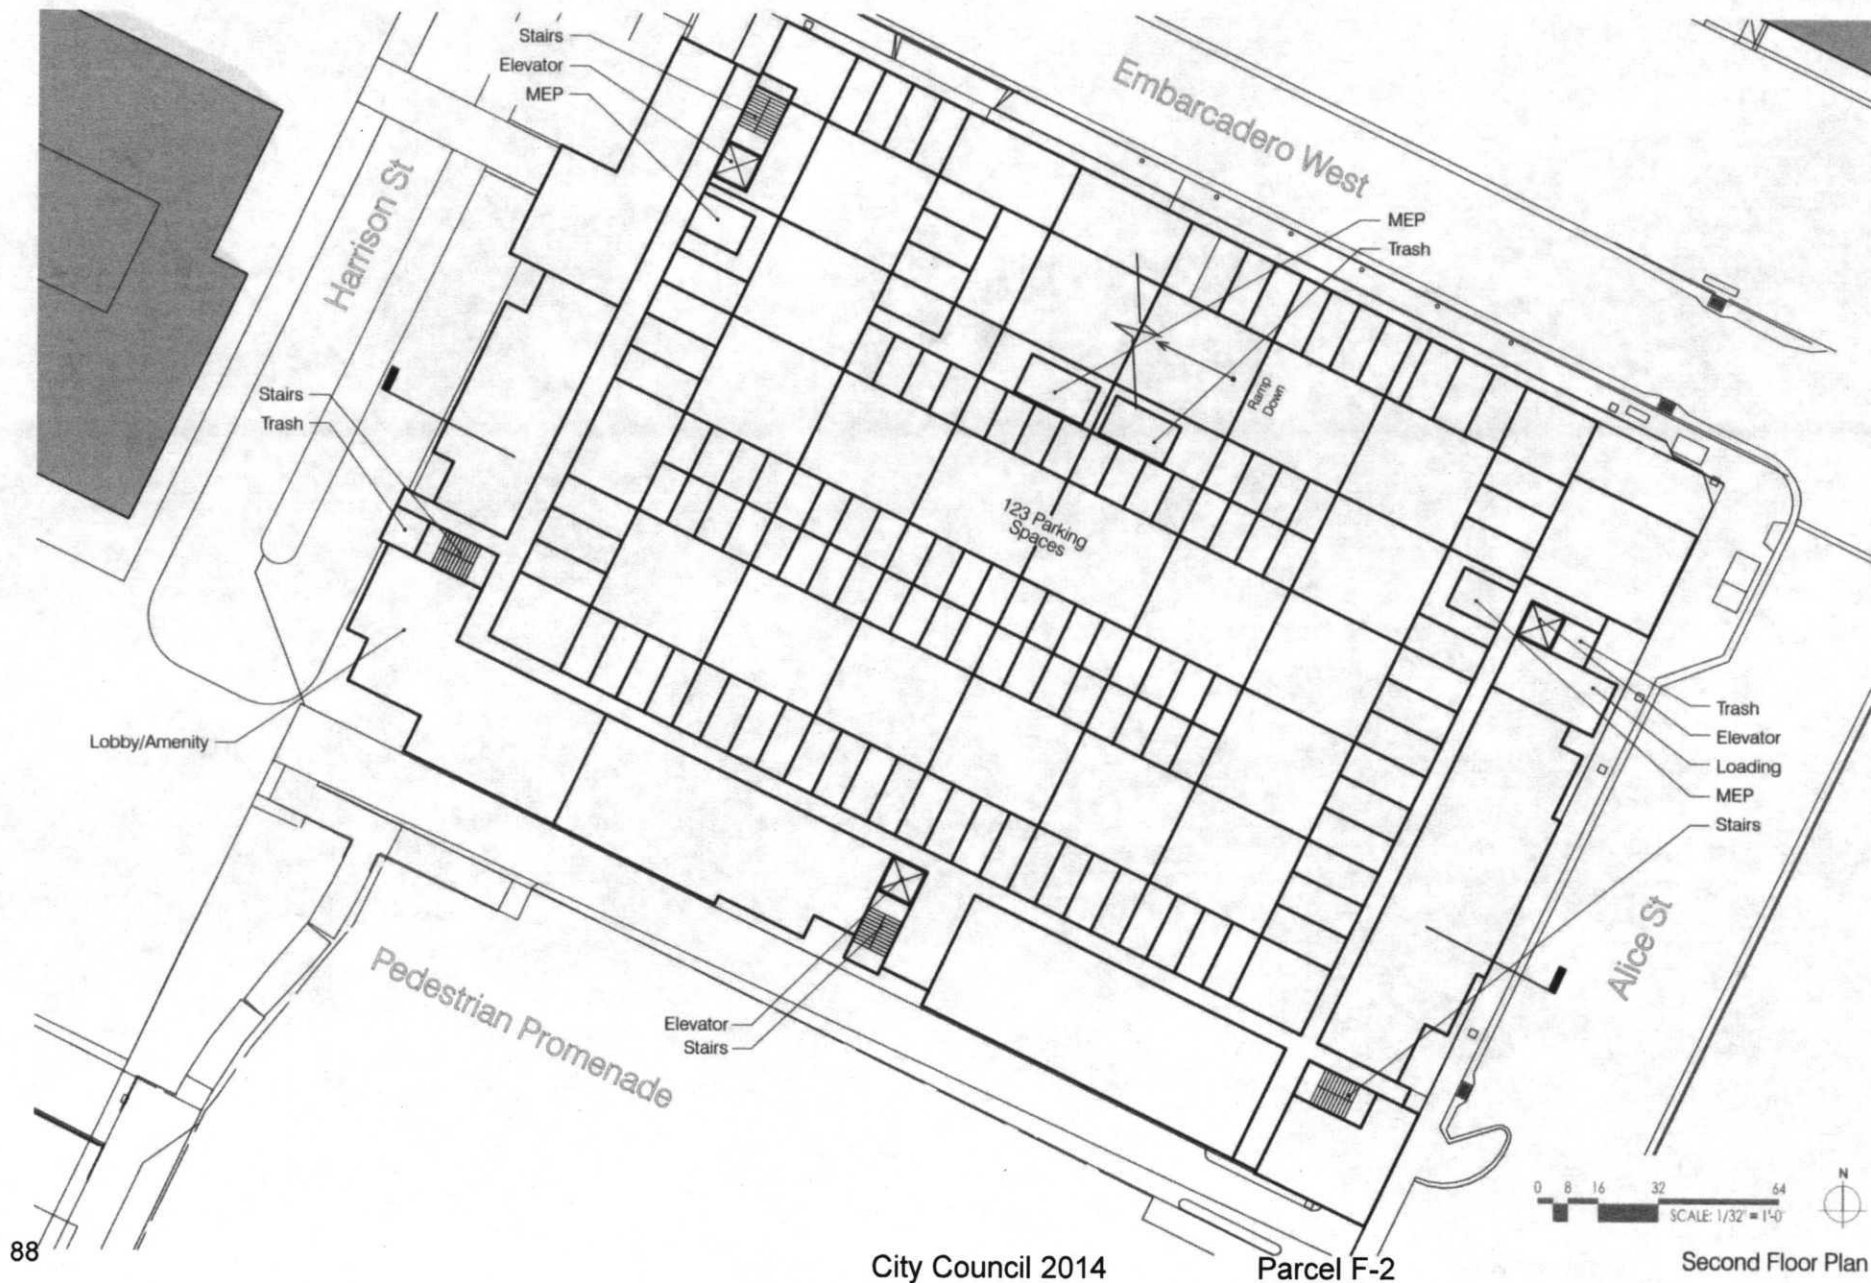 Stairs
Elevator
MEP
Embarcadero West
Harrison St
MEP
Trash
Ramp
Down
Stairs
Trash
123 Parking
Spaces
Lobby/Amenity
Trash
Elevator
Loading
MEP
Stairs
Alice St
Pedestrian Promenade
Elevator
Stairs
N
0 8 16 32 64
SCALE: 1/32" = 1'-0
88
City Council 2014
Parcel F-2
Second Floor Plan